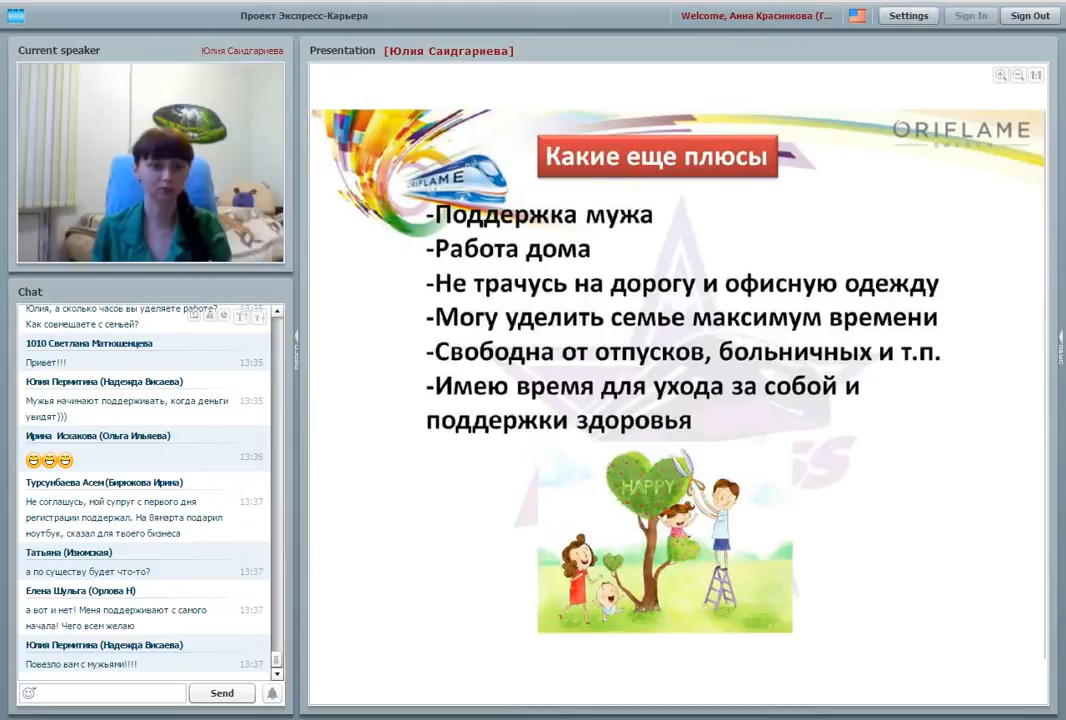 Проект Экспресс-Карьера
Welcome, Анна Красникова (Г...
Settings
Sign In
Sign Out
Current speaker
Юлия Саидгариева
Presentation
[Юлия Саидгариева]
1:1
ORIFLAME
SWEDEN
ORIFLAME
Какие еще плюсы
-Поддержка мужа
-Работа дома
-Не трачусь на дорогу и офисную одежду
-Могу уделить семье максимум времени
-Свободна от отпусков, больничных и т.п.
-Имею время для ухода за собой и
поддержки здоровья
HAPPY
Chat
Юлия, а сколько часов вы уделяете работе?
13:35
Как совмещаете с семьей?
1010 Светлана Матюшенцева
Привет!!!
13:35
Юлия Пермитина (Надежда Висаева)
Мужья начинают поддерживать, когда деньги
13:35
увидят)))
Ирина Исхакова (Ольга Ильяева)
13:36
Турсунбаева Асем (Бирюкова Ирина)
Не соглашусь, мой супруг с первого дня
13:37
регистрации поддержал. На 8марта подарил
ноутбук, сказал для твоего бизнеса
Татьяна (Изюмская)
а по существу будет что-то?
13:37
Елена Шульга (Орлова Н)
а вот и нет! Меня поддерживают с самого
13:37
начала! Чего всем желаю
Юлия Пермитина (Надежда Висаева)
Повезло вам с мужьями!!!!
13:37
Send